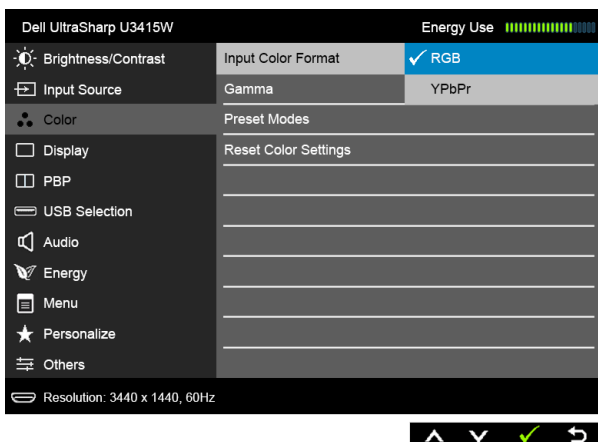 Dell UltraSharp U3415W Energy Use
Brightness/Contrast Input Color Format RGB
Input Source Gamma YPbPr
Color Preset Modes
Display Reset Color Settings
PBP
USB Selection
Audio
Energy
Menu
Personalize
Others
Resolution: 3440 x 1440, 60Hz